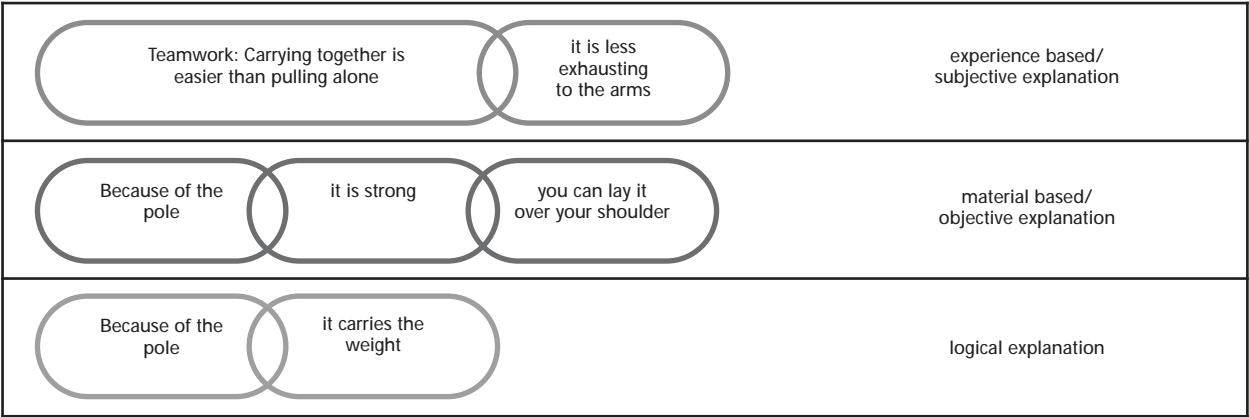 Teamwork: Carrying together is
easier than pulling alone
it is less
exhausting
to the arms
experience based/
subjective explanation
Because of the
pole
it is strong
you can lay it
over your shoulder
material based/
objective explanation
Because of the
pole
it carries the
weight
logical explanation